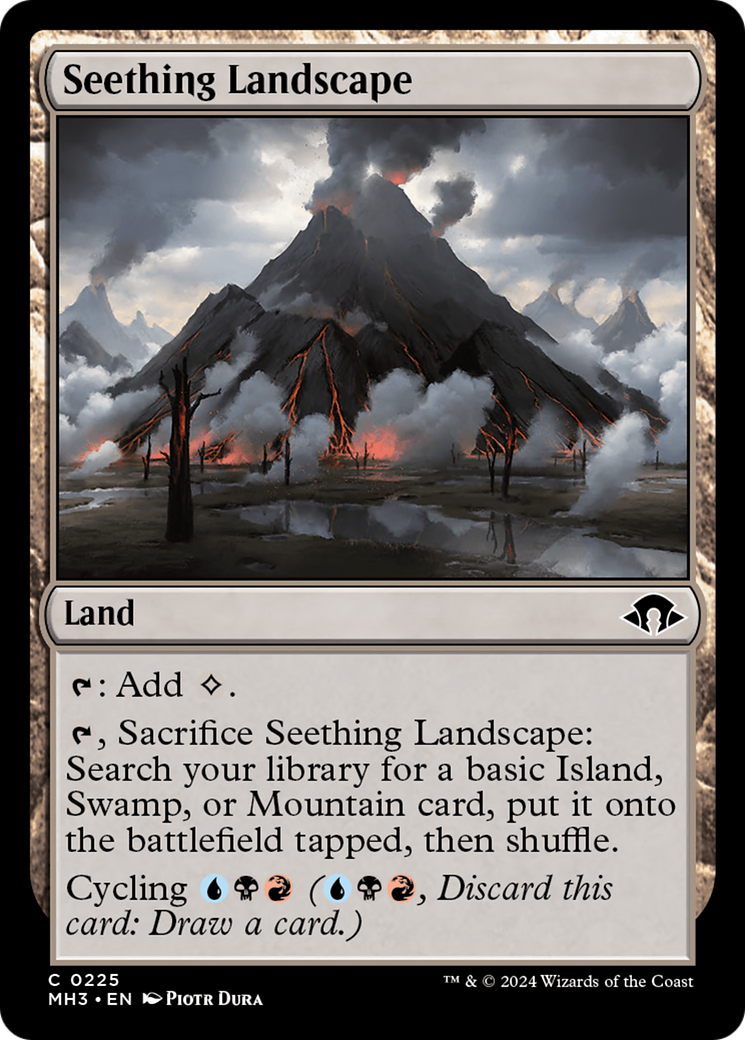 Seething Landscape
Land
: Add .
, Sacrifice Seething Landscape:
Search your library for a basic Island,
Swamp, or Mountain card, put it onto
the battlefield tapped, then shuffle.
Cycling (, Discard this
card: Draw a card.)
C 0225
™ & © 2024 Wizards of the Coast
MH3 • EN Piotr Dura